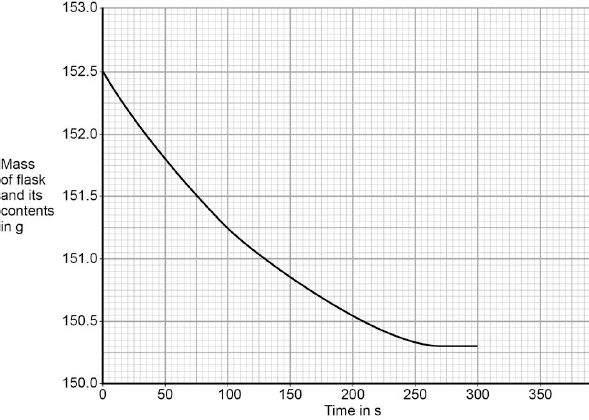 153.0
152.5
152.0
151.5
151.0
150.5
150.0
Mass
of flask
and its
contents
in g
0 50 100 150 200 250 300 350
Time in s